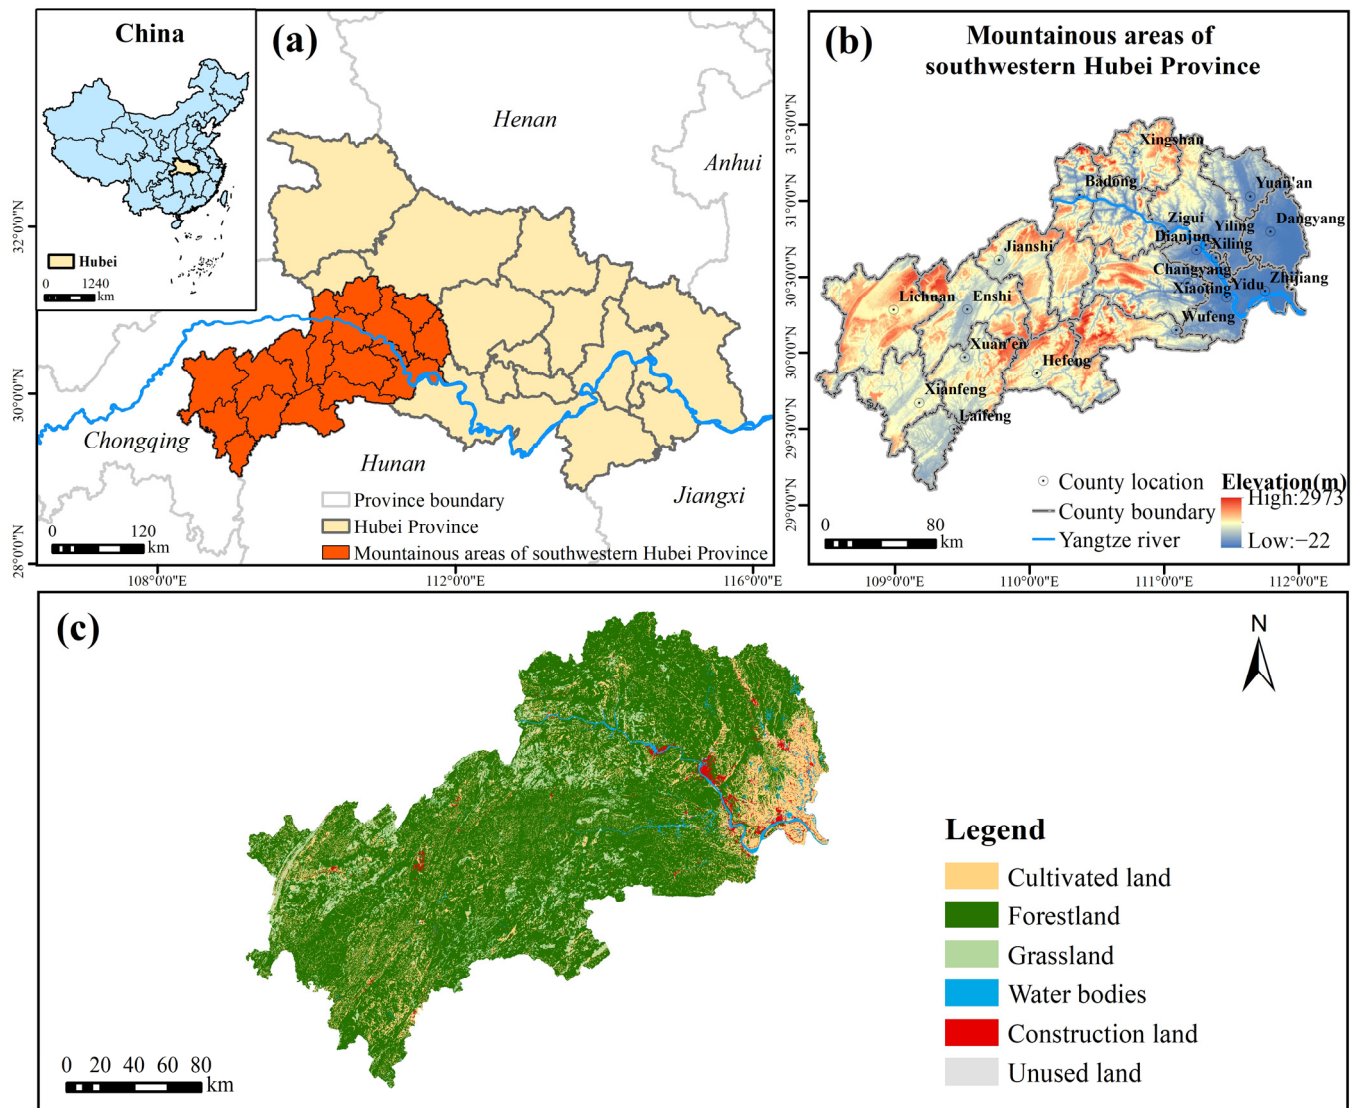 China
Hubei
0 1240
km
(a)
Henan
Anhui
Chongqing
Hunan
Jiangxi
Province boundary
Hubei Province
Mountainous areas of southwestern Hubei Province
0 120
km
32°0'0"N
30°0'0"N
28°0'0"N
108°0'0"E
112°0'0"E
116°0'0"E
(b)
Mountainous areas of
southwestern Hubei Province
Xingshan
Badong
Yuan'an
Zigui
Yiling
Dangyang
Dianjun
Xiling
Jianshi
Changyang
Zhijiang
Xiaoting
Yidu
Lichuan
Enshi
Wufeng
Xuan'en
Hefeng
Xianfeng
Laifeng
County location
County boundary
Yangtze river
Elevation(m)
High:2973
Low:−22
0 80
km
31°30'0"N
31°0'0"N
30°30'0"N
30°0'0"N
29°30'0"N
29°0'0"N
109°0'0"E
110°0'0"E
111°0'0"E
112°0'0"E
(c)
N
Legend
Cultivated land
Forestland
Grassland
Water bodies
Construction land
Unused land
0 20 40 60 80
km